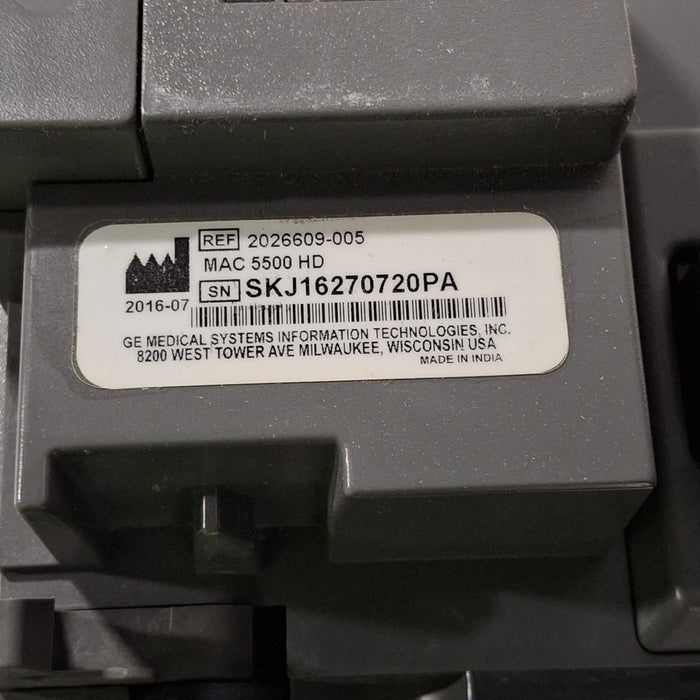 REF 2026609-005
MAC 5500 HD
2016-07 SN SKJ16270720PA
GE MEDICAL SYSTEMS INFORMATION TECHNOLOGIES, INC.
8200 WEST TOWER AVE MILWAUKEE, WISCONSIN USA
MADE IN INDIA